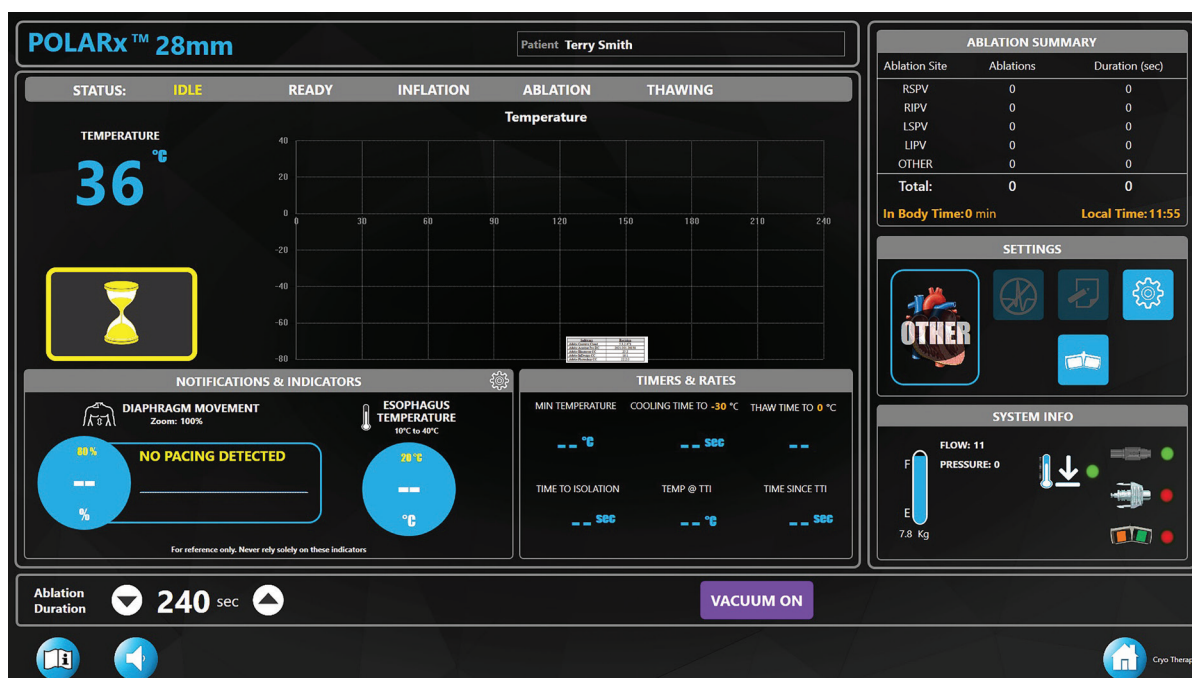 POLARx™ 28mm
Patient Terry Smith
STATUS: IDLE READY INFLATION ABLATION THAWING
TEMPERATURE
36 °C
Temperature
40
20
0
-20
-40
-60
-80
0 30 60 90 120 150 180 210 240
NOTIFICATIONS & INDICATORS
DIAPHRAGM MOVEMENT
Zoom: 100%
80 %
--
%
NO PACING DETECTED
ESOPHAGUS
TEMPERATURE
10°C to 40°C
20 °C
--
°C
For reference only. Never rely solely on these indicators
TIMERS & RATES
MIN TEMPERATURE COOLING TIME TO -30 °C THAW TIME TO 0 °C
-- °C -- sec --
TIME TO ISOLATION TEMP @ TTI TIME SINCE TTI
-- sec -- °C -- sec
ABLATION SUMMARY
Ablation Site Ablations Duration (sec)
RSPV 0 0
RIPV 0 0
LSPV 0 0
LIPV 0 0
OTHER 0 0
Total: 0 0
In Body Time:0 min Local Time:11:55
SETTINGS
OTHER
SYSTEM INFO
F
E
7.8 Kg
FLOW: 11
PRESSURE: 0
Ablation
Duration
240 sec
VACUUM ON
Cryo Therap